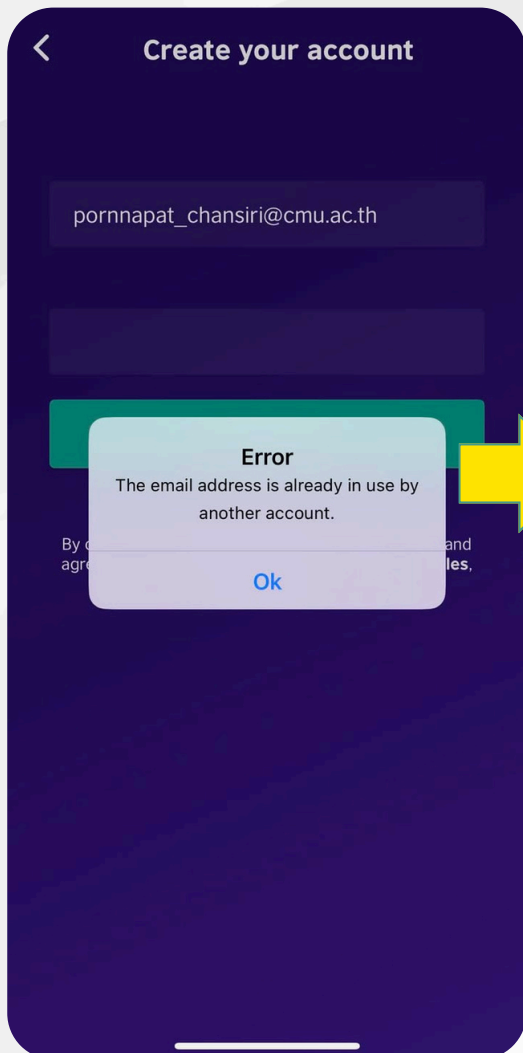 Create your account
pornnapat_chansiri@cmu.ac.th
Error
The email address is already in use by
another account.
By
and
les,
Ok